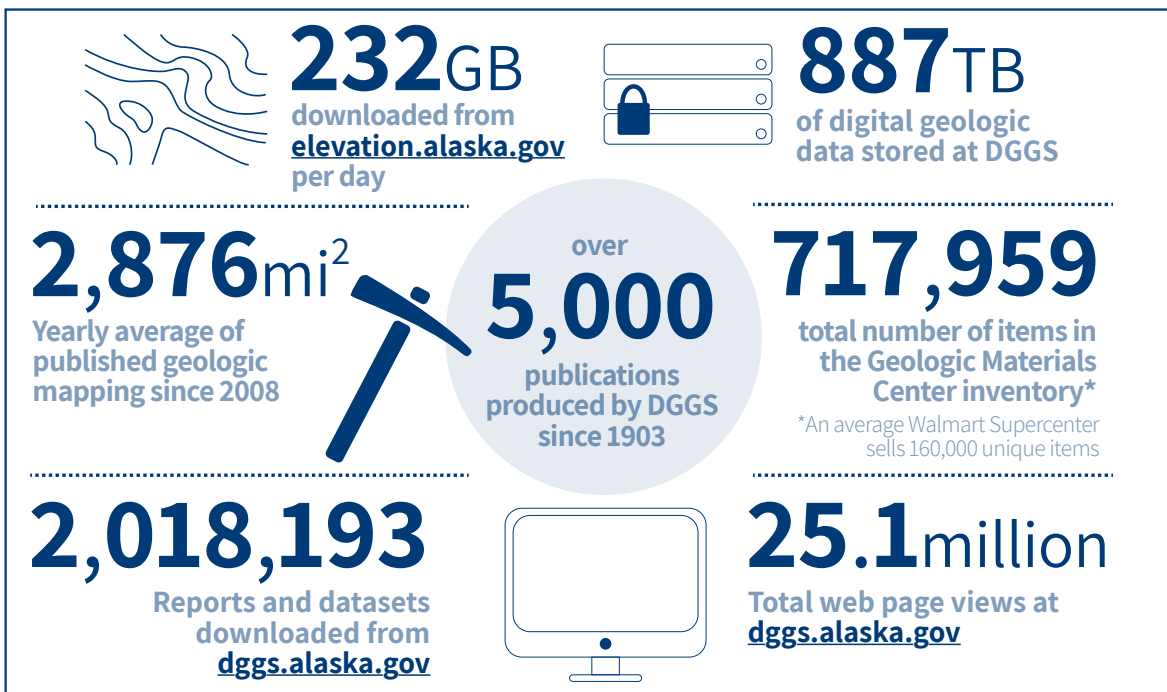 232GB
downloaded from
elevation.alaska.gov
per day
887TB
of digital geologic
data stored at DGGS
2,876mi²
Yearly average of
published geologic
mapping since 2008
over
5,000
publications
produced by DGGS
since 1903
717,959
total number of items in
the Geologic Materials
Center inventory*
*An average Walmart Supercenter
sells 160,000 unique items
2,018,193
Reports and datasets
downloaded from
dggs.alaska.gov
25.1million
Total web page views at
dggs.alaska.gov